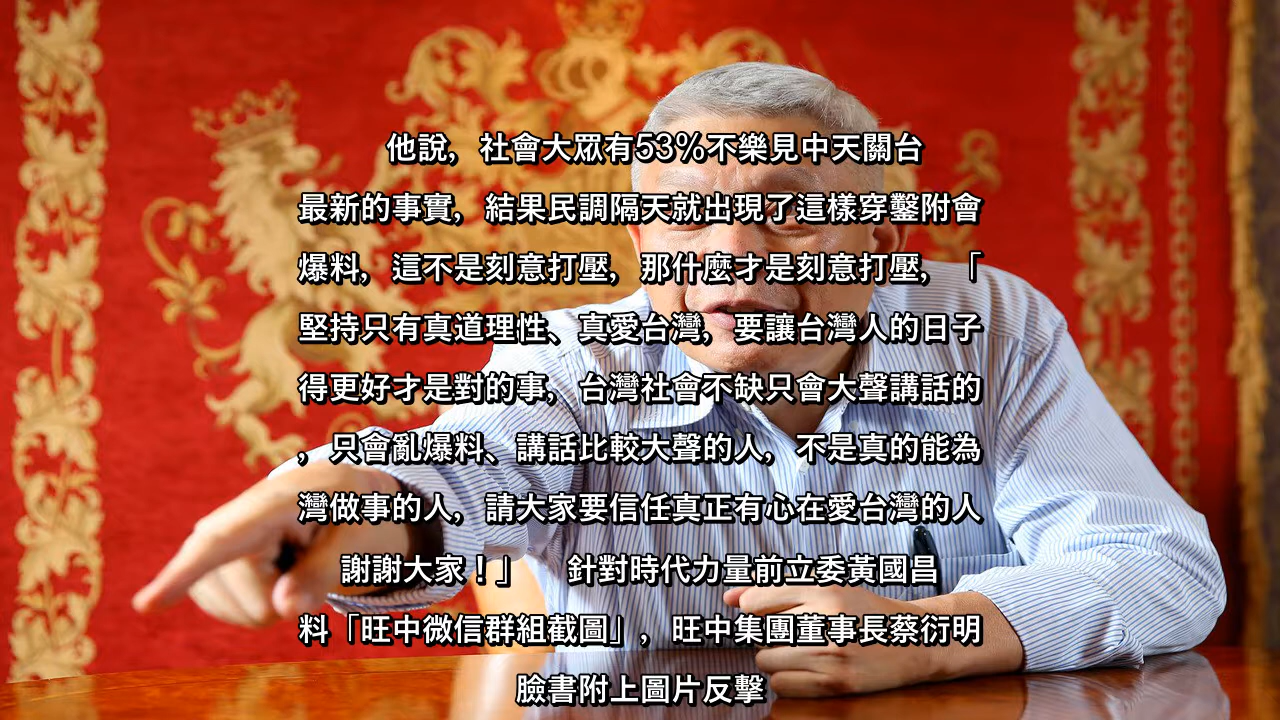 他說，社會大眾有53%不樂見中天關台
最新的事實，結果民調隔天就出現了這樣穿鑿附會
爆料，這不是刻意打壓，那什麼才是刻意打壓，「
堅持只有真道理性、真愛台灣，要讓台灣人的日子
得更好才是對的事，台灣社會不缺只會大聲講話的
，只會亂爆料、講話比較大聲的人，不是真的能為
灣做事的人，請大家要信任真正有心在愛台灣的人
謝謝大家！」　針對時代力量前立委黃國昌
料「旺中微信群組截圖」，旺中集團董事長蔡衍明
臉書附上圖片反擊